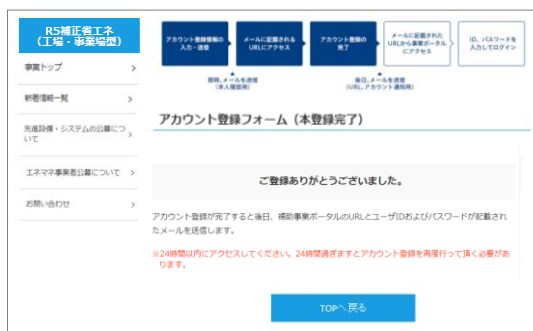 R5補正省エネ
（工場・事業場型）
事業トップ
新着情報一覧
先進設備・システムの公募につ
いて
エネマネ事業者公募について
お問い合わせ
アカウント登録情報の
入力・送信
メールに記載される
URLにアクセス
アカウント登録の
完了
メールに記載された
URLから事業ポータル
にアクセス
ID、パスワードを
入力してログイン
即時、メールを送信
（本人確認用）
後日、メールを送信
（URL、アカウント通知用）
アカウント登録フォーム（本登録完了）
ご登録ありがとうございました。
アカウント登録が完了すると後日、補助事業ポータルのURLとユーザIDおよびパスワードが記載され
たメールを送信します。
※24時間以内にアクセスしてください。24時間過ぎますとアカウント登録を再度行って頂く必要があ
ります。
TOPへ戻る